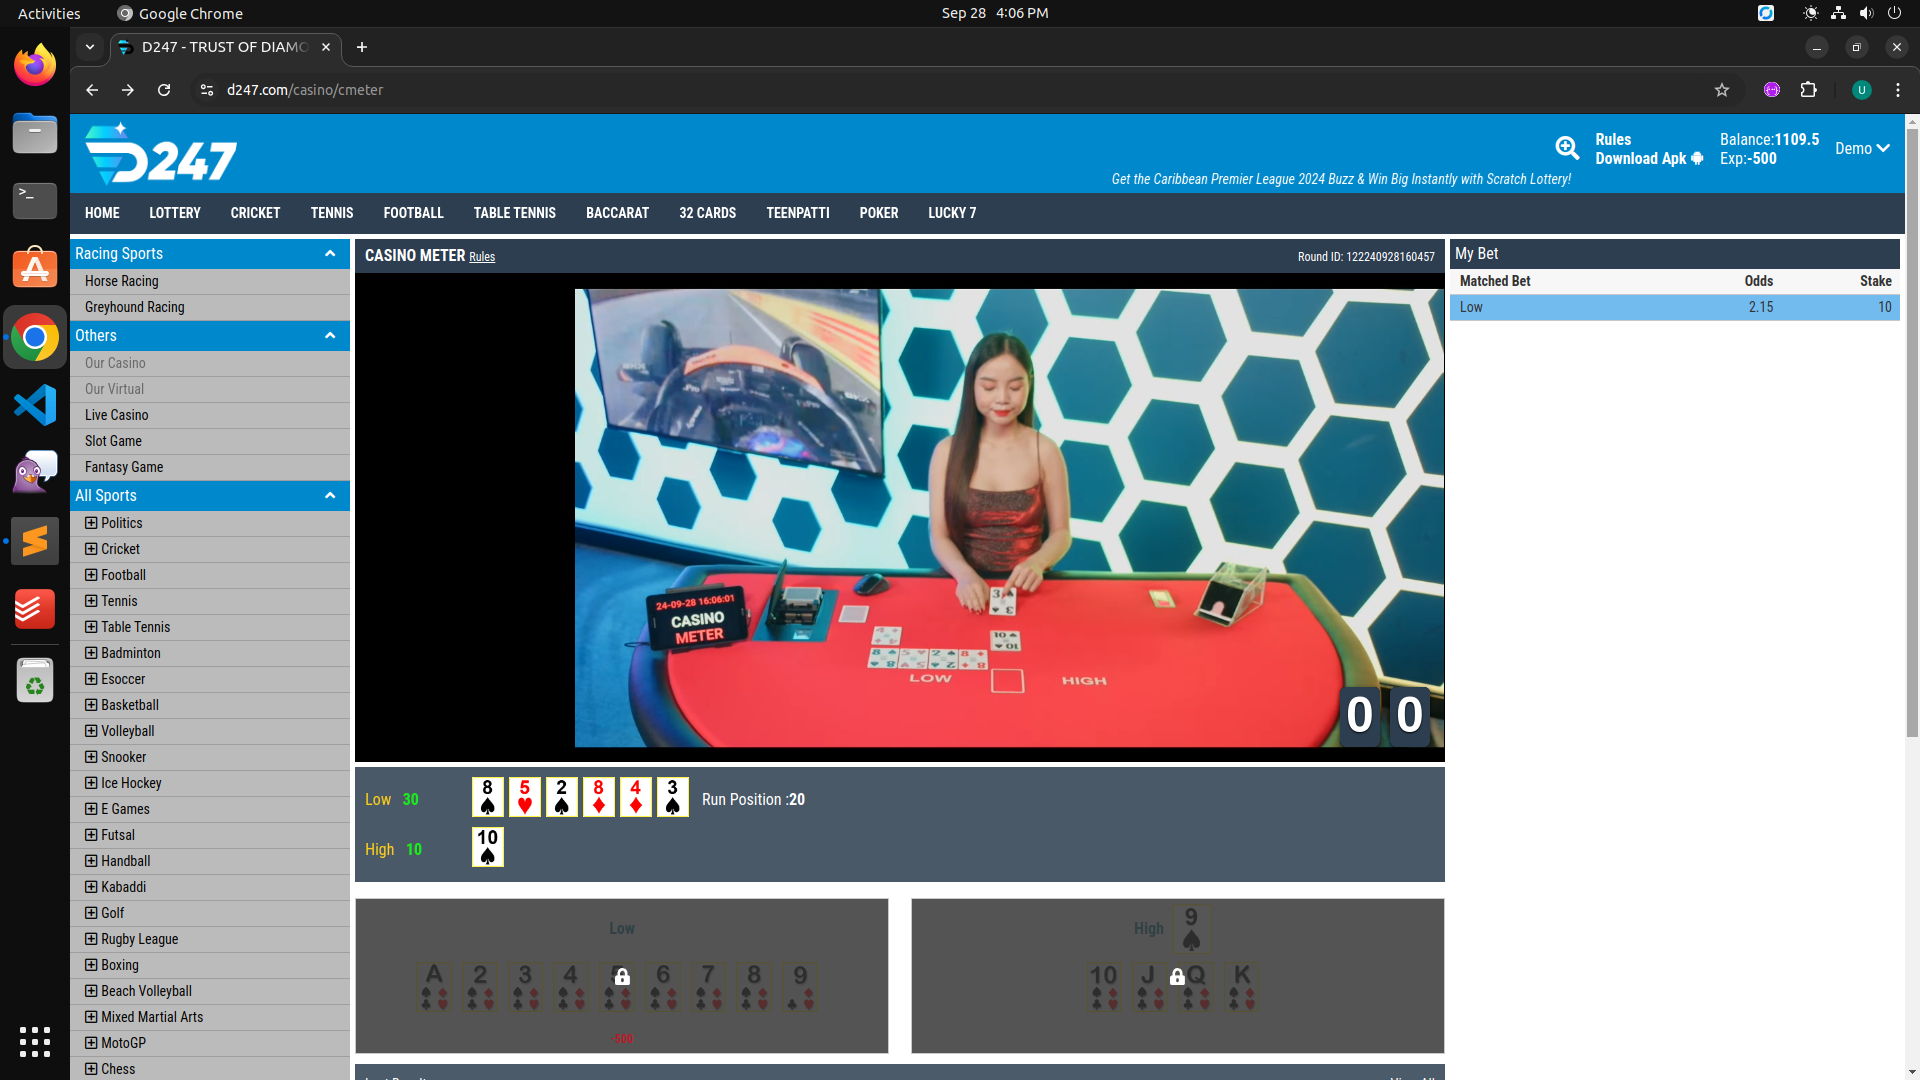 Activities
Google Chrome
Sep 28 4:06 PM
D247 - TRUST OF DIAMO
d247.com/casino/cmeter
U
D247
Rules
Download Apk
Balance:1109.5
Exp:-500
Demo
Get the Caribbean Premier League 2024 Buzz & Win Big Instantly with Scratch Lottery!
HOME LOTTERY CRICKET TENNIS FOOTBALL TABLE TENNIS BACCARAT 32 CARDS TEENPATTI POKER LUCKY 7
Racing Sports
Horse Racing
Greyhound Racing
Others
Our Casino
Our Virtual
Live Casino
Slot Game
Fantasy Game
All Sports
Politics
Cricket
Football
Tennis
Table Tennis
Badminton
Esoccer
Basketball
Volleyball
Snooker
Ice Hockey
E Games
Futsal
Handball
Kabaddi
Golf
Rugby League
Boxing
Beach Volleyball
Mixed Martial Arts
MotoGP
Chess
CASINO METER Rules
Round ID: 122240928160457
24-09-28 16:06:01
CASINO
METER
LOW
HIGH
0 0
Low 30
8 5 2 8 4 3
Run Position :20
High 10
10
Low
A 2 3 4 5 6 7 8 9
-500
High 9
10 J Q K
My Bet
Matched Bet Odds Stake
Low 2.15 10